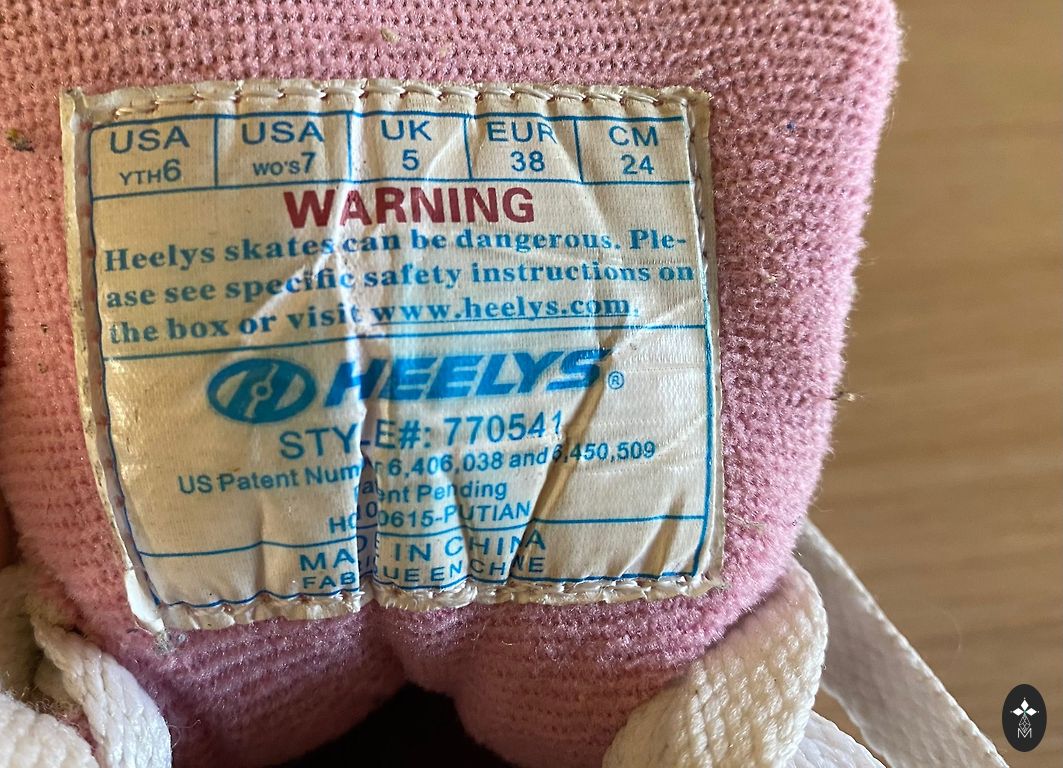 USA USA UK EUR CM
YTH6 WO'S7 5 38 24
WARNING
Heelys skates can be dangerous. Ple-
ase see specific safety instructions on
the box or visit www.heelys.com.
HEELYS®
STYLE#: 770541
US Patent Number 6,406,038 and 6,450,509
Patent Pending
0615-PUTIAN
MADE IN CHINA
FABRIQUE EN CHINE